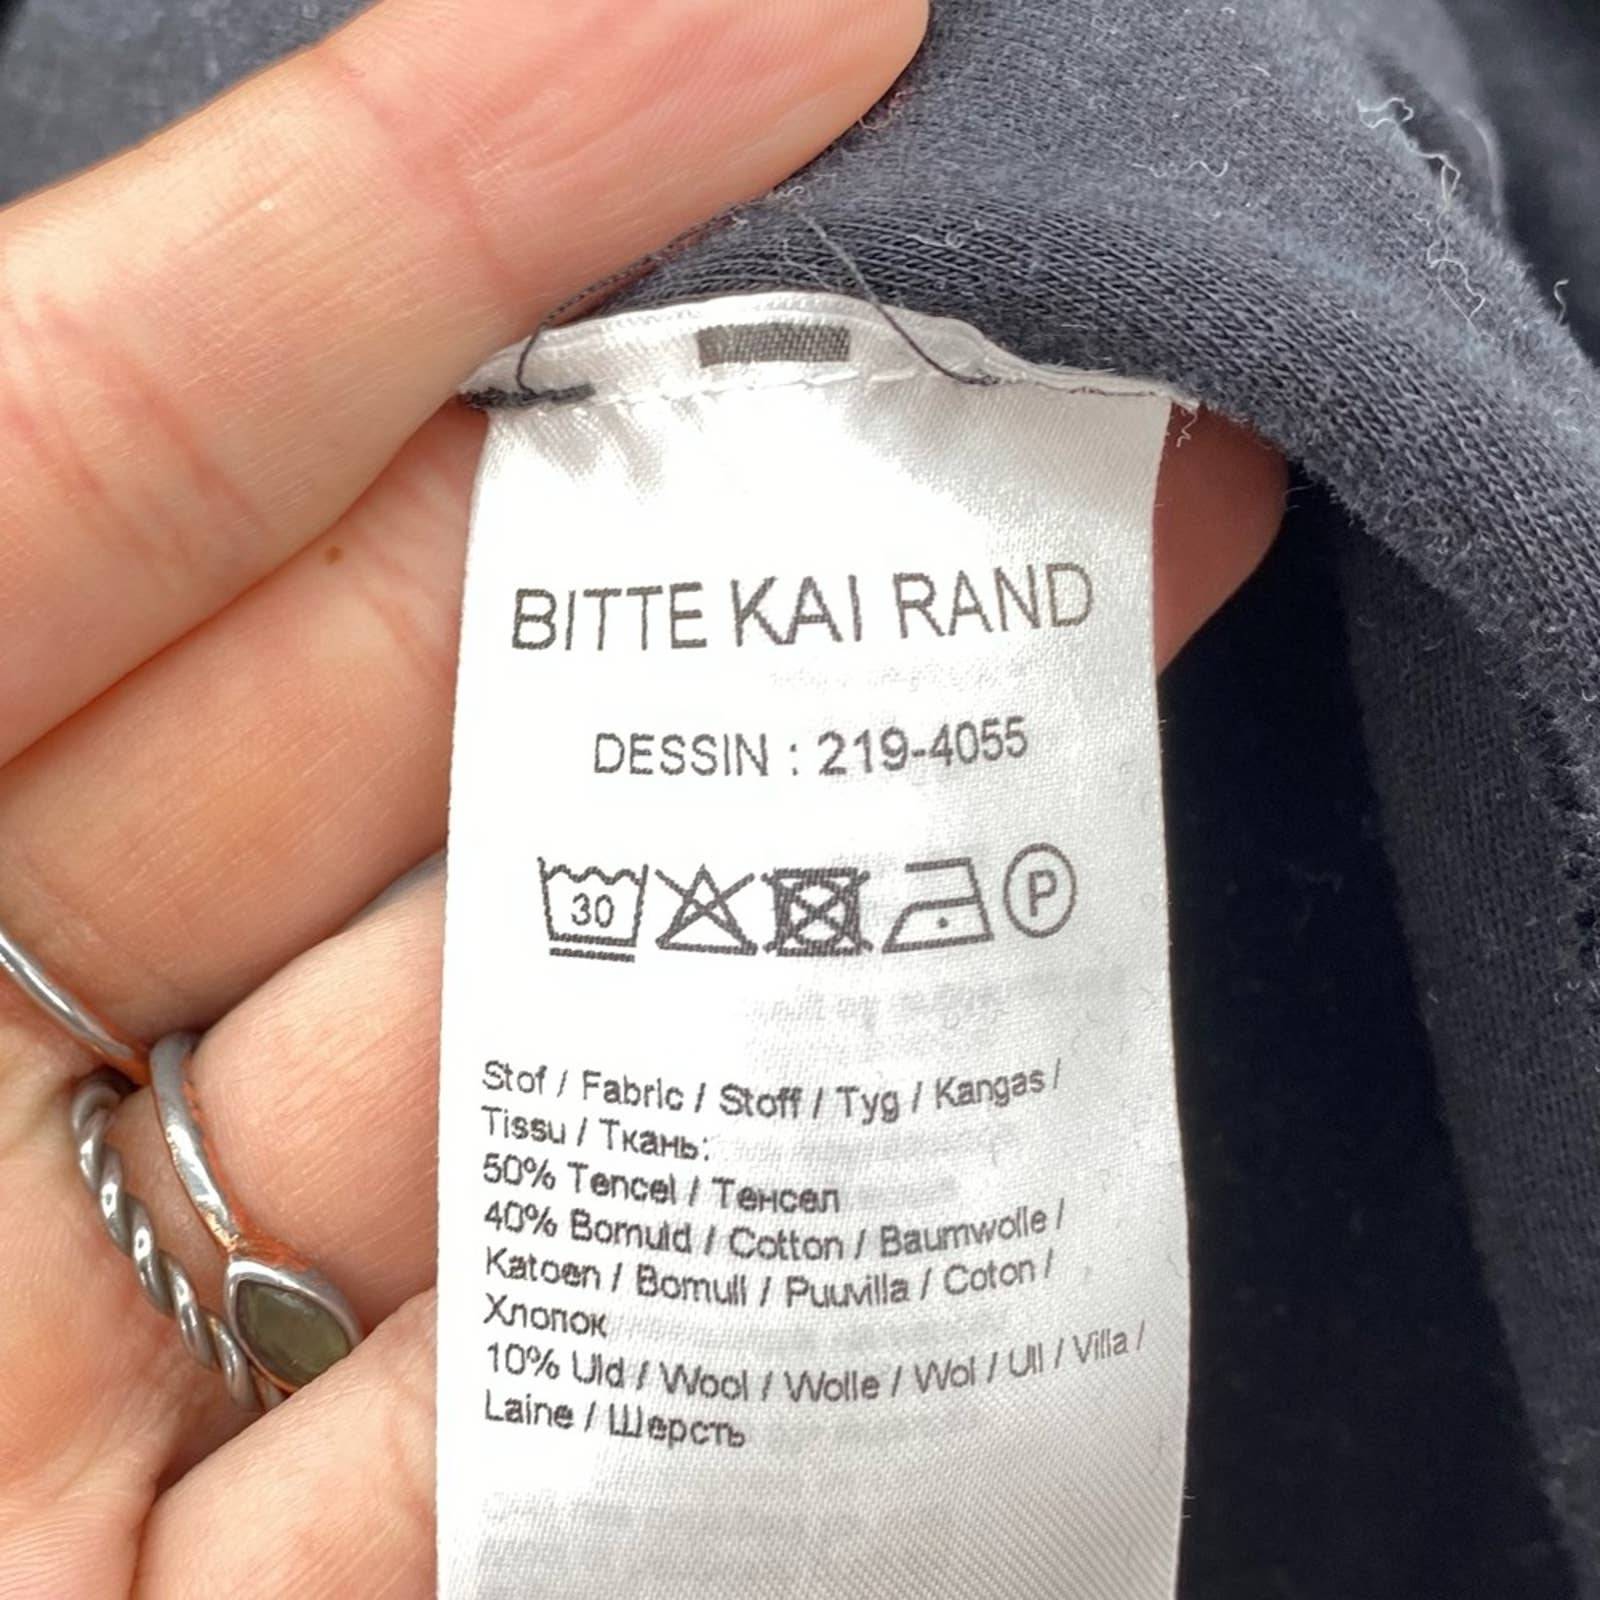 BITTE KAI RAND
DESSIN : 219-4055
30 P
Stof / Fabric / Stoff / Tyg / Kangas /
Tissu / Ткань:
50% Tencel / Тенсел
40% Bomuld / Cotton / Baumwolle /
Katoen / Bomull / Puuvilla / Coton /
Хлопок
10% Uld / Wool / Wolle / Wol / Ull / Villa /
Laine / Шерсть